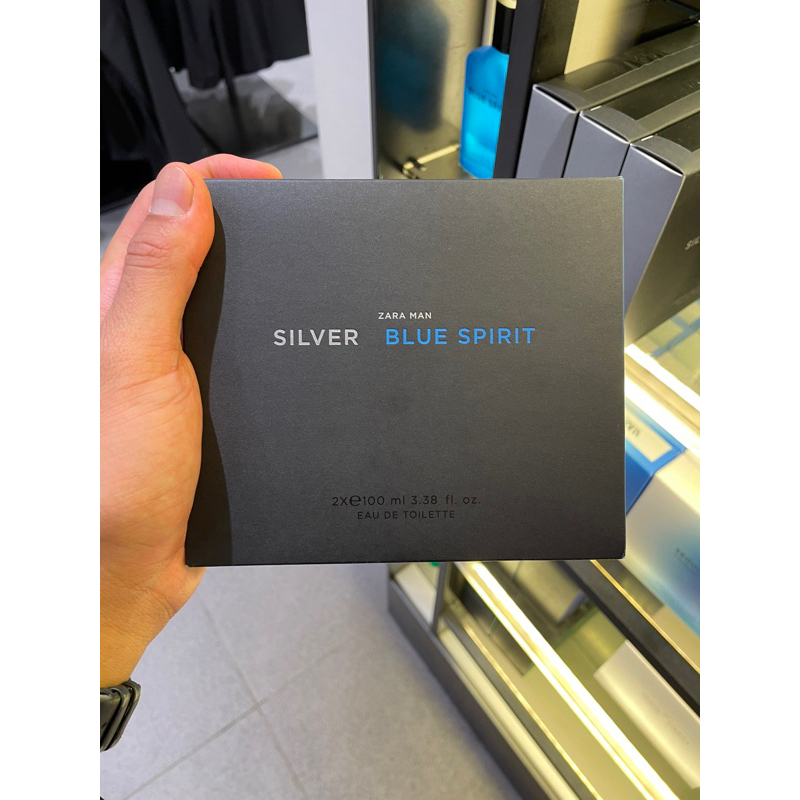 ZARA MAN
SILVER BLUE SPIRIT
2X℮100 ml 3.38 fl. oz.
EAU DE TOILETTE